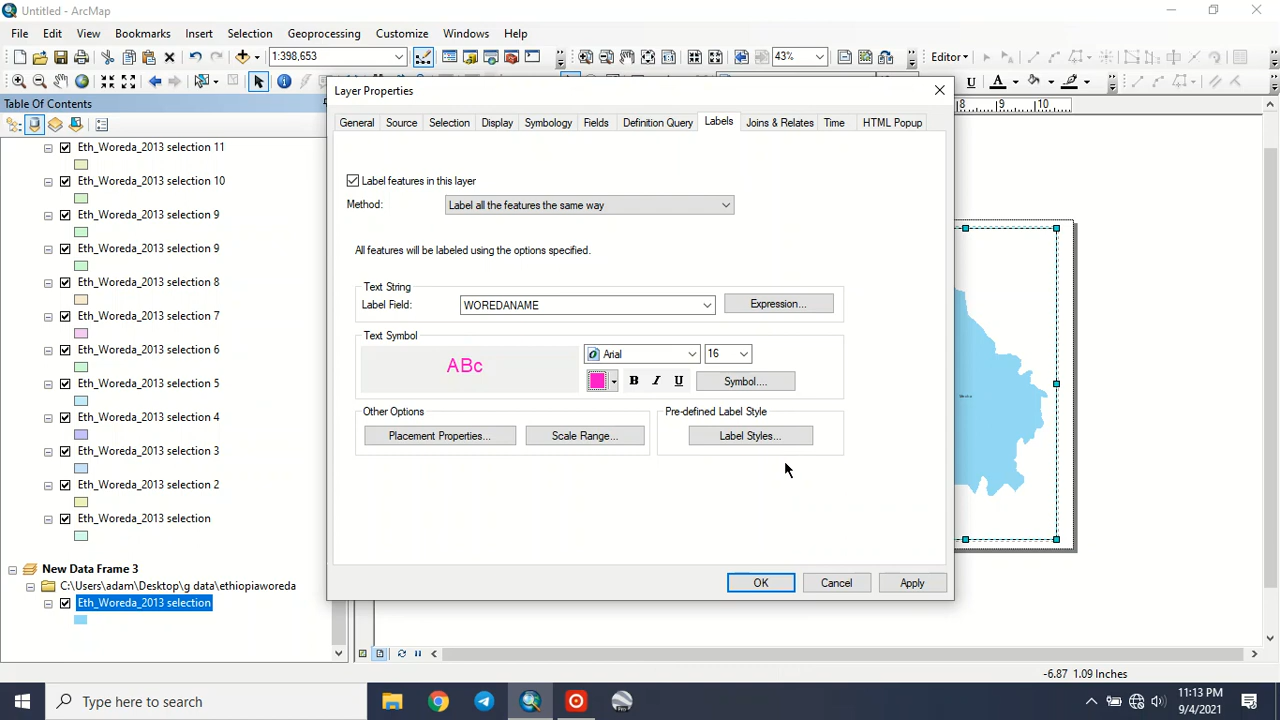 Untitled - ArcMap
File Edit View Bookmarks Insert Selection Geoprocessing Customize Windows Help
1:398,653
43%
Editor
Table Of Contents
Eth_Woreda_2013 selection 11
Eth_Woreda_2013 selection 10
Eth_Woreda_2013 selection 9
Eth_Woreda_2013 selection 9
Eth_Woreda_2013 selection 8
Eth_Woreda_2013 selection 7
Eth_Woreda_2013 selection 6
Eth_Woreda_2013 selection 5
Eth_Woreda_2013 selection 4
Eth_Woreda_2013 selection 3
Eth_Woreda_2013 selection 2
Eth_Woreda_2013 selection
New Data Frame 3
C:\Users\adam\Desktop\g data\ethiopiaworeda
Eth_Woreda_2013 selection
Layer Properties
General Source Selection Display Symbology Fields Definition Query Labels Joins & Relates Time HTML Popup
Label features in this layer
Method: Label all the features the same way
All features will be labeled using the options specified.
Text String
Label Field: WOREDANAME Expression...
Text Symbol
ABc
Arial 16
B I U Symbol....
Other Options
Placement Properties... Scale Range...
Pre-defined Label Style
Label Styles...
OK Cancel Apply
U A
8 9 10
-6.87 1.09 Inches
Type here to search
11:13 PM
9/4/2021